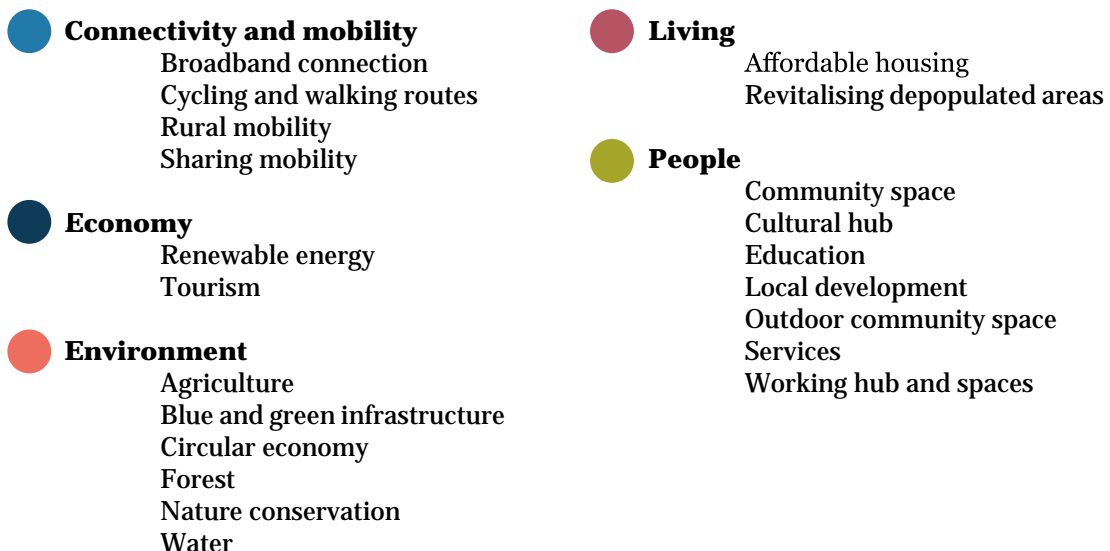 Connectivity and mobility
Broadband connection
Cycling and walking routes
Rural mobility
Sharing mobility
Economy
Renewable energy
Tourism
Environment
Agriculture
Blue and green infrastructure
Circular economy
Forest
Nature conservation
Water
Living
Affordable housing
Revitalising depopulated areas
People
Community space
Cultural hub
Education
Local development
Outdoor community space
Services
Working hub and spaces